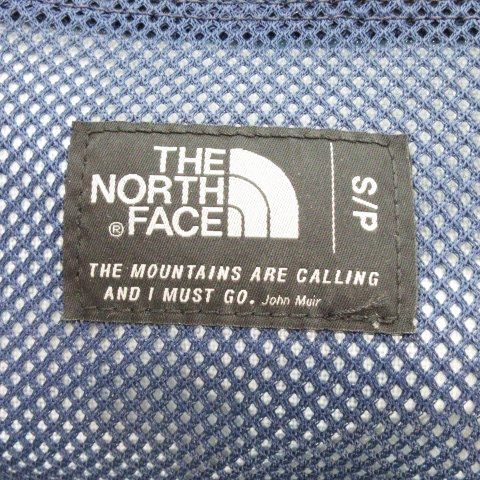 THE
NORTH
® FACE
S/P
THE MOUNTAINS ARE CALLING
AND I MUST GO. John Muir